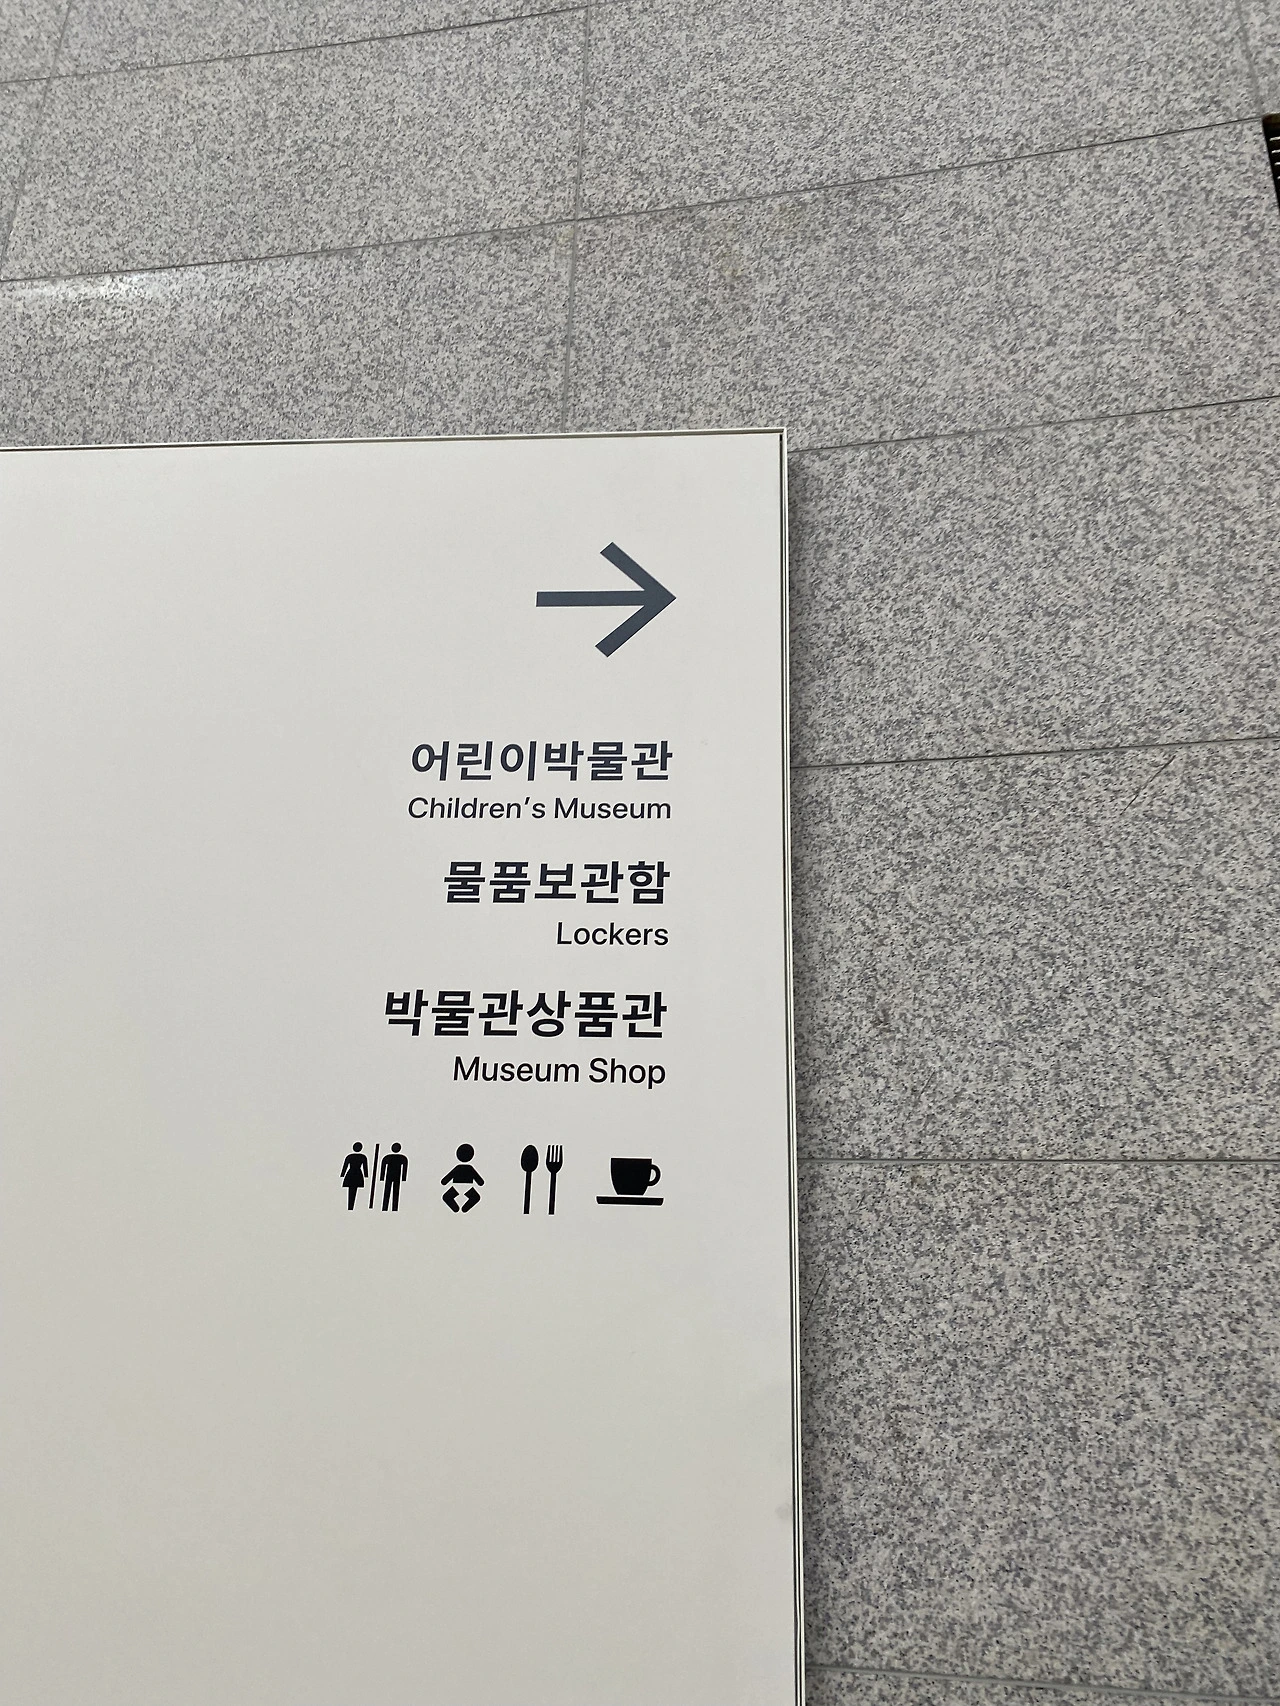 어린이박물관
Children's Museum
물품보관함
Lockers
박물관상품관
Museum Shop